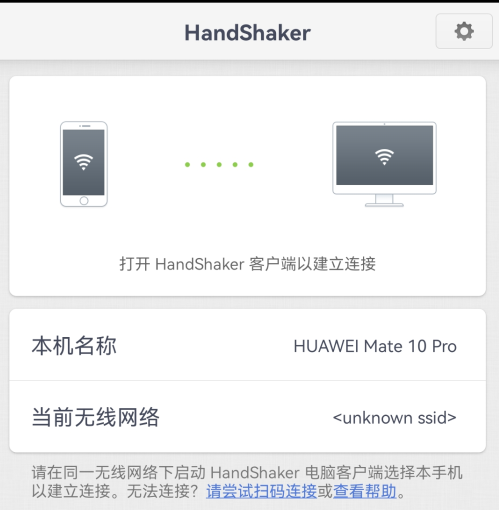 HandShaker
打开 HandShaker 客户端以建立连接
本机名称 HUAWEI Mate 10 Pro
当前无线网络 <unknown ssid>
请在同一无线网络下启动 HandShaker 电脑客户端选择本手机
以建立连接。无法连接？请尝试扫码连接或查看帮助。